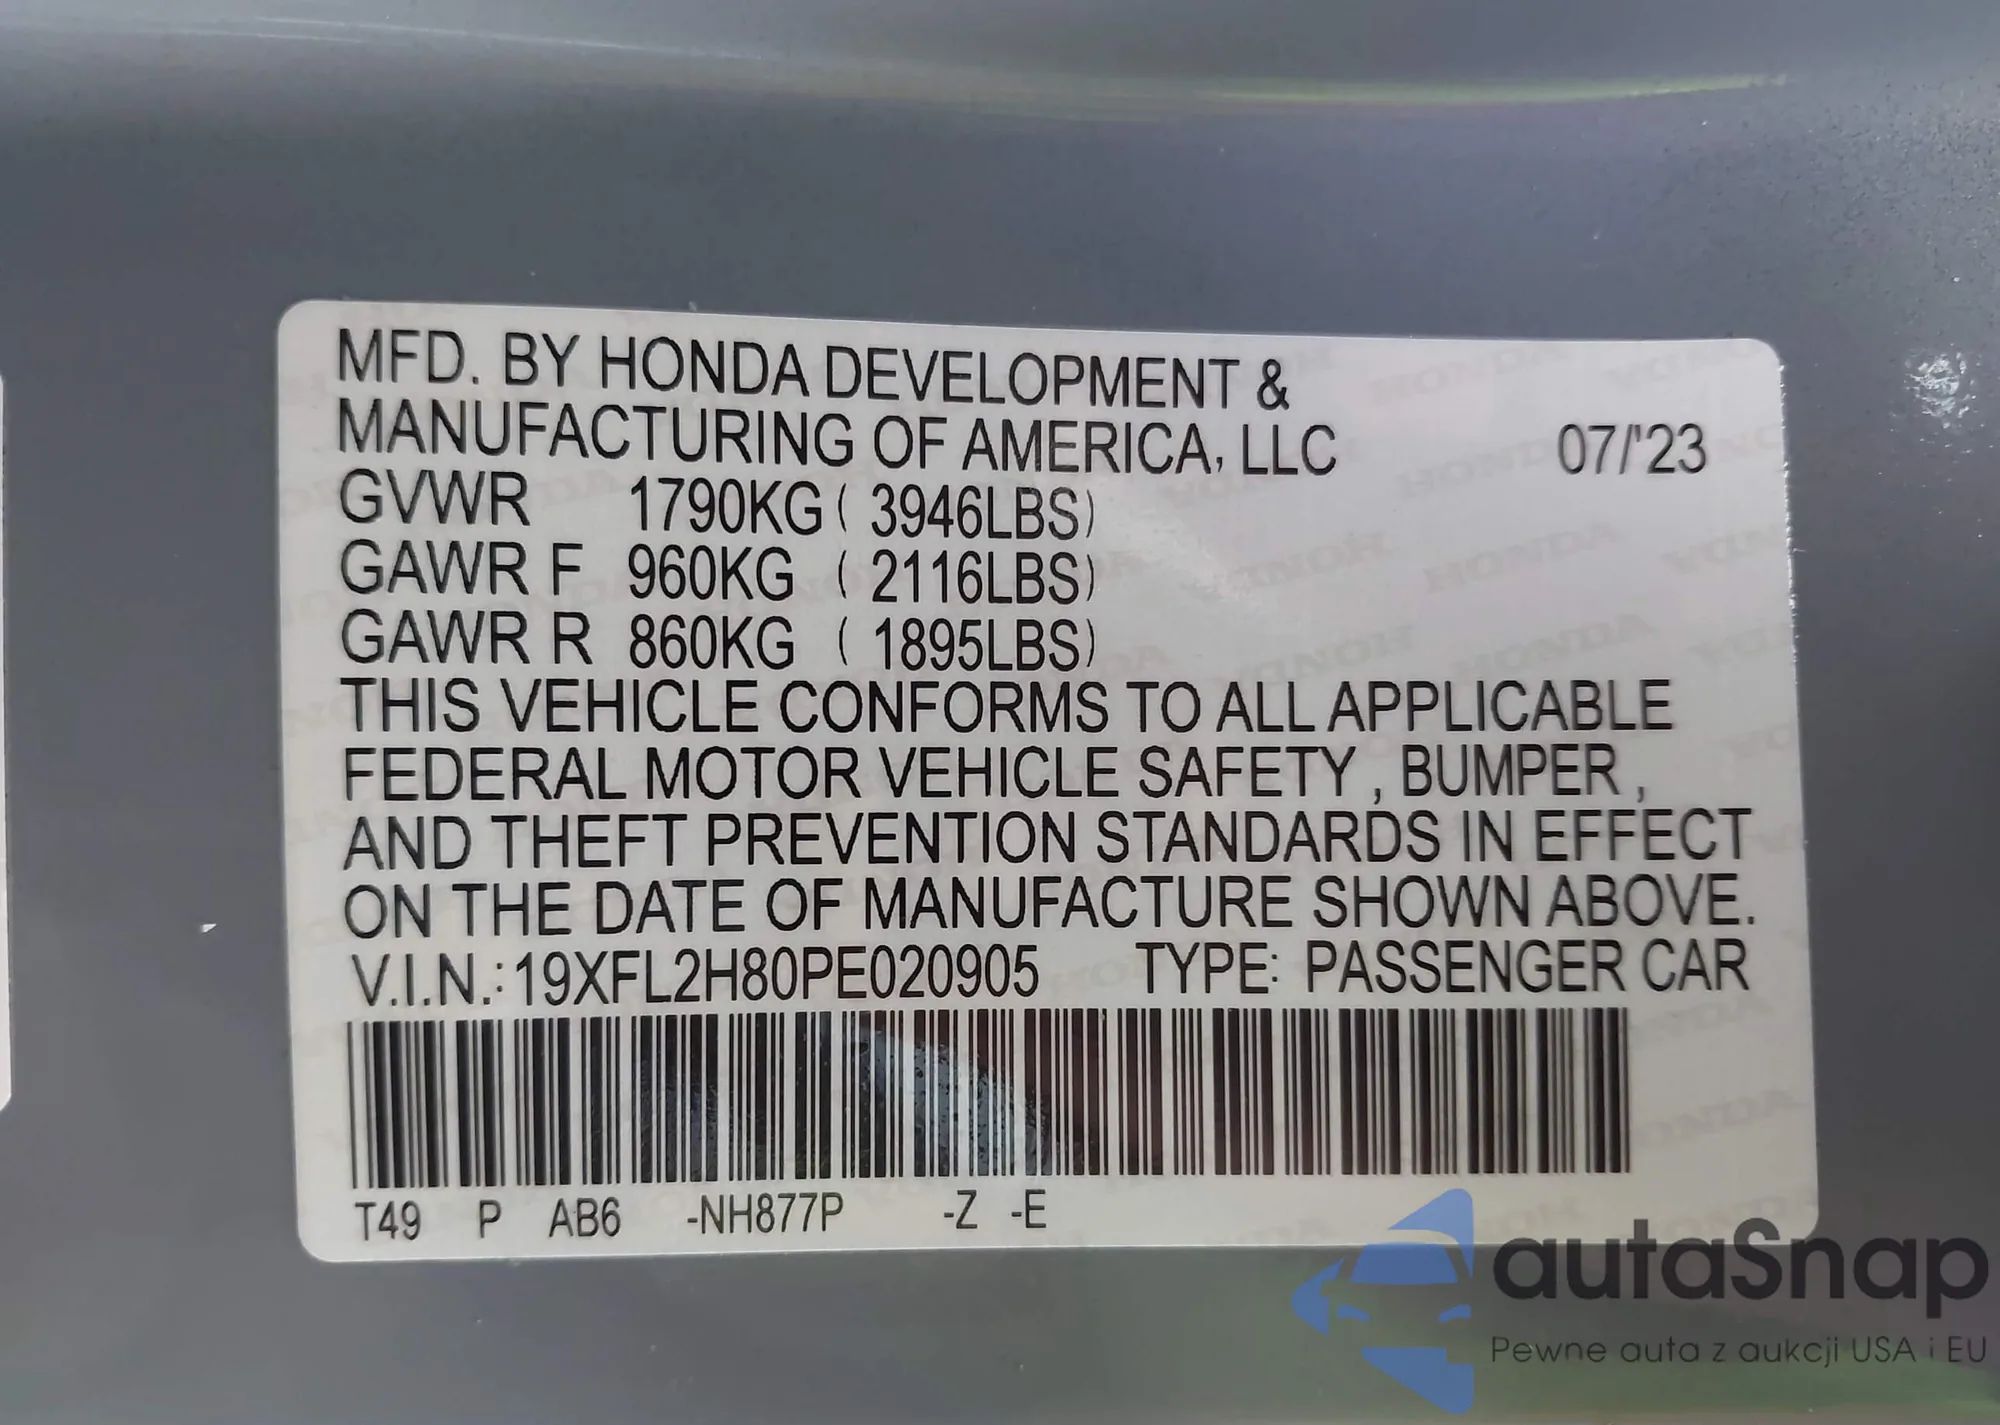 MFD. BY HONDA DEVELOPMENT &
MANUFACTURING OF AMERICA, LLC 07/'23
GVWR 1790KG ( 3946LBS)
GAWR F 960KG ( 2116LBS)
GAWR R 860KG ( 1895LBS)
THIS VEHICLE CONFORMS TO ALL APPLICABLE
FEDERAL MOTOR VEHICLE SAFETY , BUMPER ,
AND THEFT PREVENTION STANDARDS IN EFFECT
ON THE DATE OF MANUFACTURE SHOWN ABOVE.
V.I.N.: 19XFL2H80PE020905 TYPE: PASSENGER CAR
T49 P AB6 -NH877P -Z -E
autaSnap
Pewne auta z aukcji USA i EU